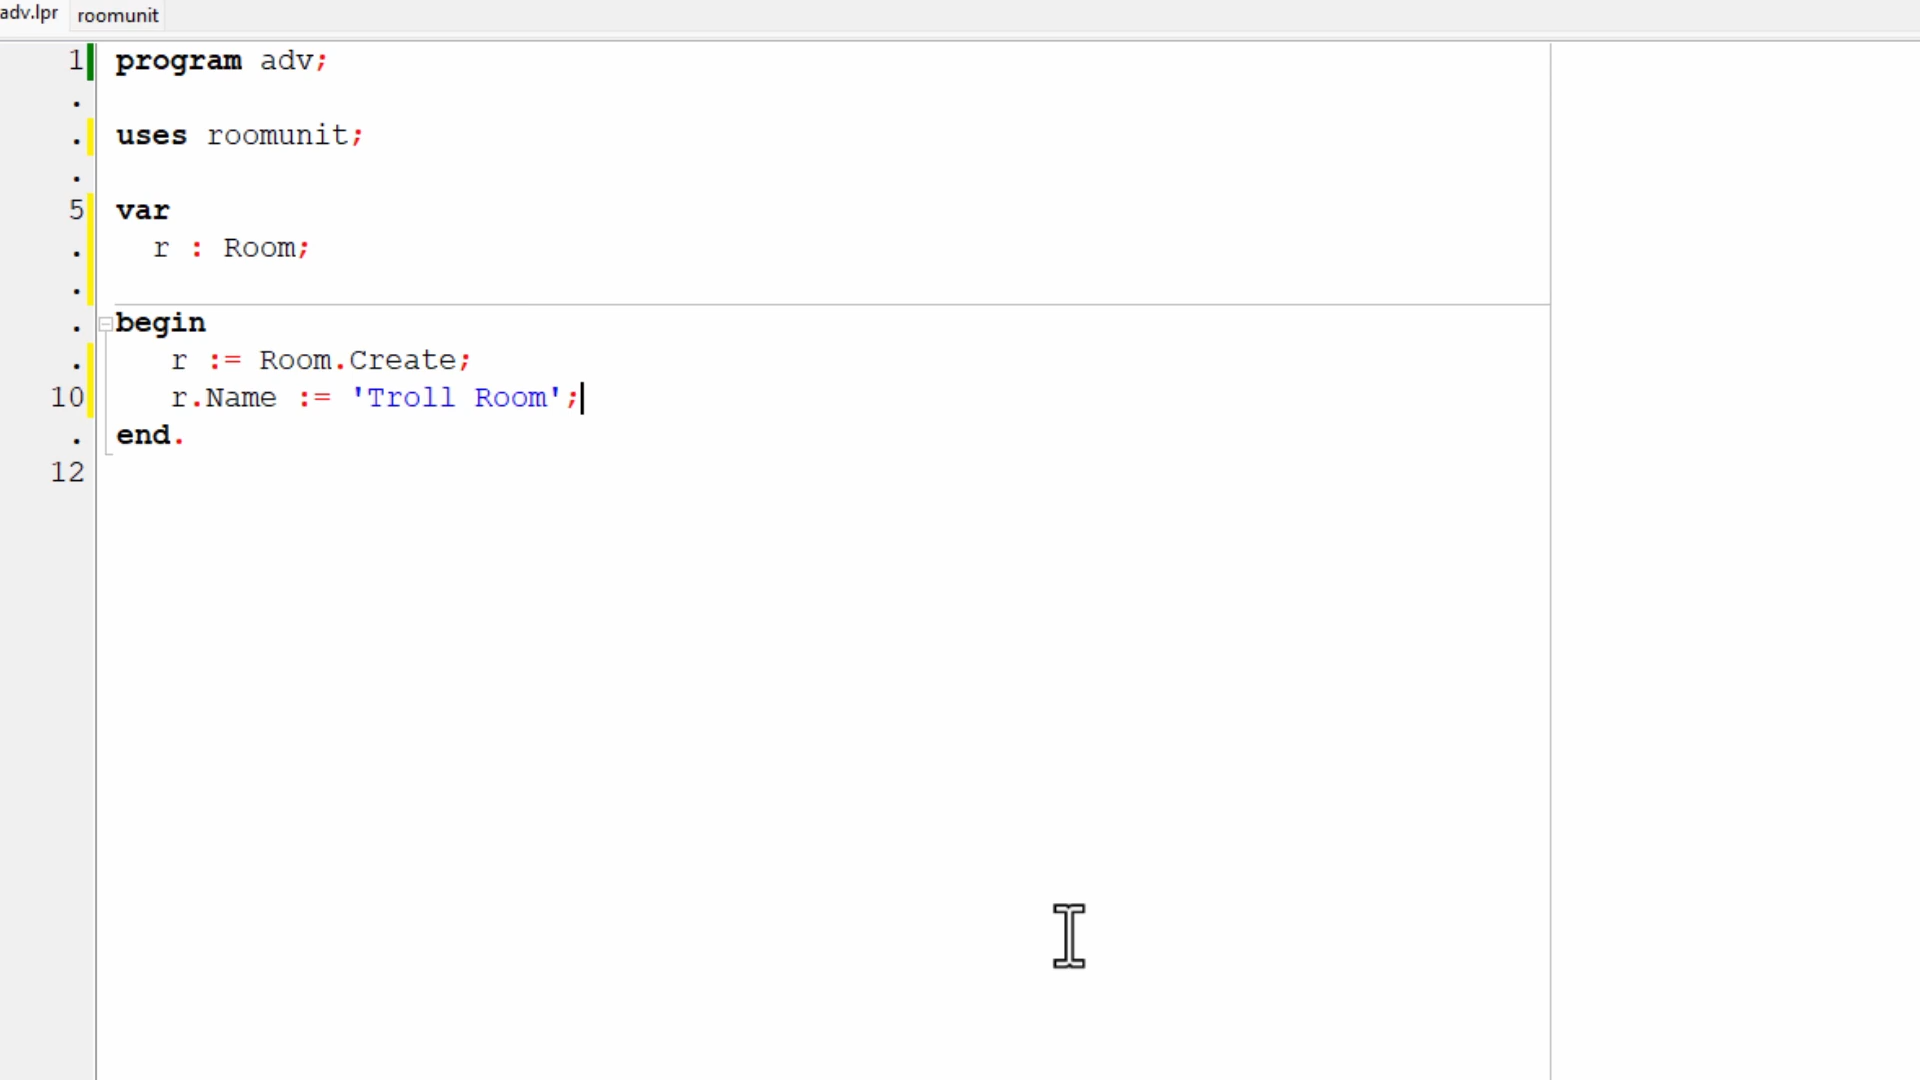 adv.lpr roomunit
1 program adv;
.
. uses roomunit;
.
5 var
. r : Room;
.
. begin
. r := Room.Create;
10 r.Name := 'Troll Room';
. end.
12